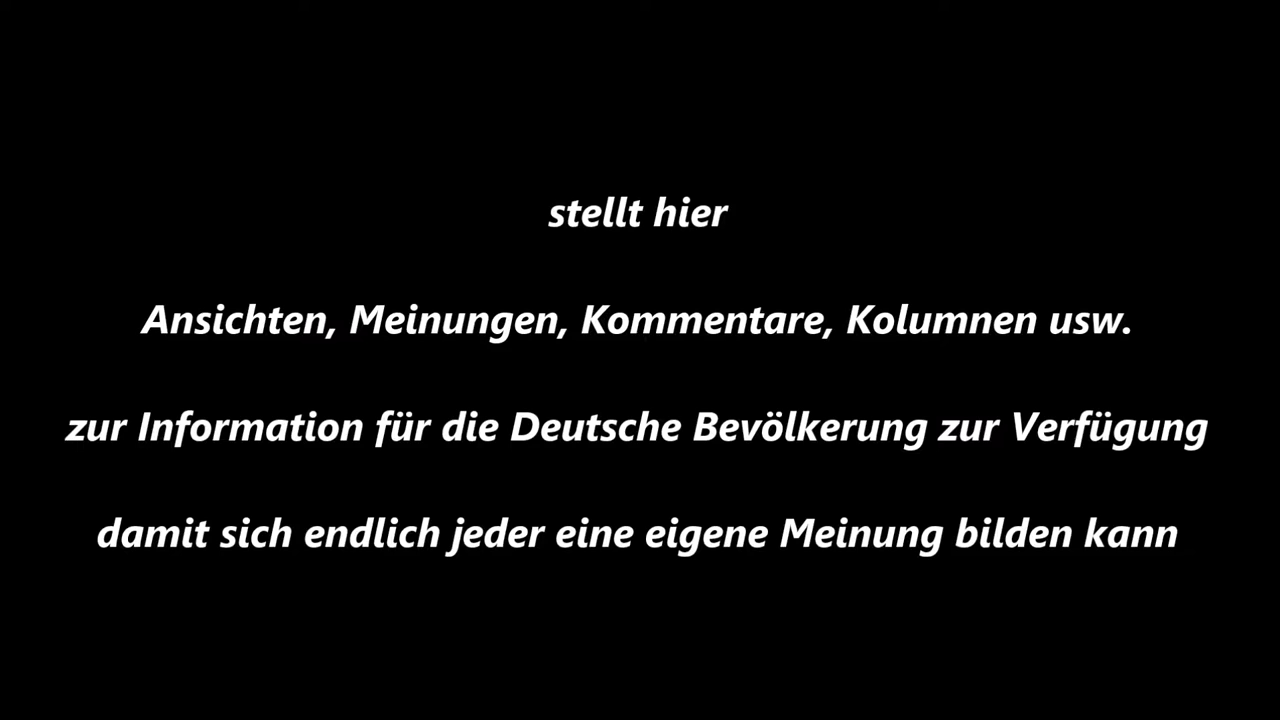 stellt hier
Ansichten, Meinungen, Kommentare, Kolumnen usw.
zur Information für die Deutsche Bevölkerung zur Verfügung
damit sich endlich jeder eine eigene Meinung bilden kann